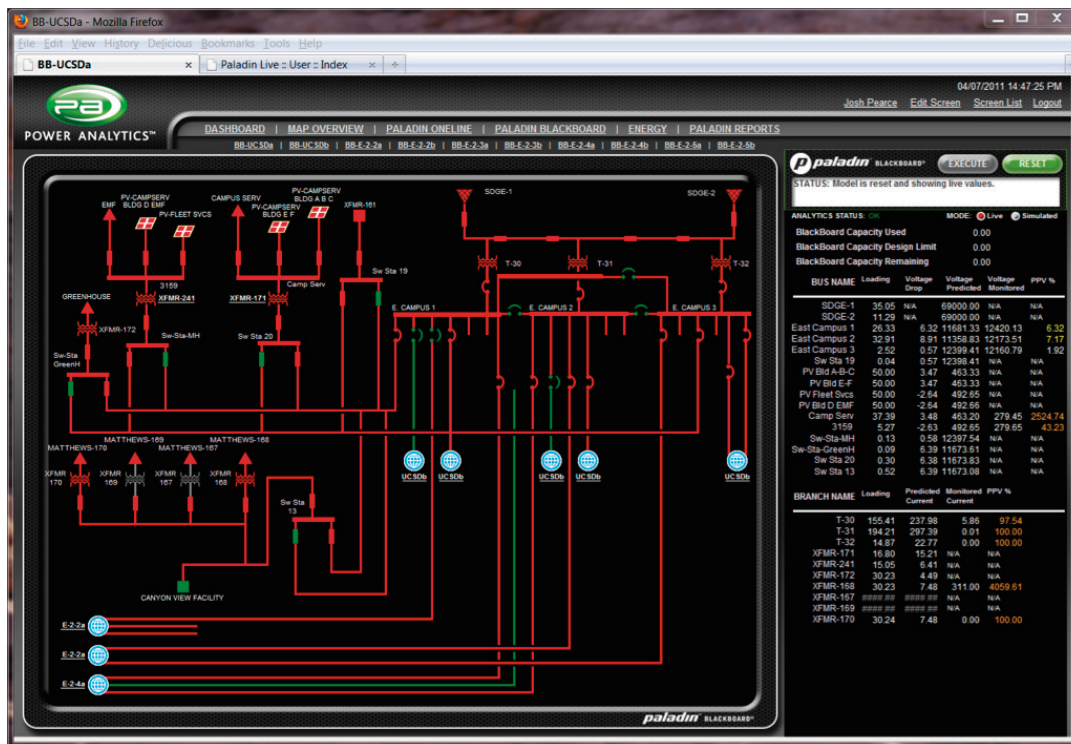 BB-UCSDa - Mozilla Firefox
File Edit View History Delicious Bookmarks Tools Help
BB-UCSDa x Paladin Live :: User :: Index x +
04/07/2011 14:47:25 PM
Josh Pearce Edit Screen Screen List Logout
pa
POWER ANALYTICS™
DASHBOARD | MAP OVERVIEW | PALADIN ONELINE | PALADIN BLACKBOARD | ENERGY | PALADIN REPORTS
BB-UCSDa | BB-UCSDb | BB-E-2-2a | BB-E-2-2b | BB-E-2-3a | BB-E-2-3b | BB-E-2-4a | BB-E-2-4b | BB-E-2-5a | BB-E-2-5b
EMF
PV-CAMPSERV
BLDG D EMF
PV-FLEET SVCS
CAMPUS SERV
PV-CAMPSERV
BLDG E F
PV-CAMPSERV
BLDG A B C
XFMR-161
SDGE-1
SDGE-2
3159
XFMR-241
XFMR-171
Camp Serv
Sw Sta 19
T-30
T-31
T-32
GREENHOUSE
XFMR-172
Sw-Sta-MH
Sw Sta 20
Sw-Sta
GreenH
E_CAMPUS 1
E_CAMPUS 2
E_CAMPUS 3
MATTHEWS-170
MATTHEWS-169
MATTHEWS-167
MATTHEWS-168
XFMR
170
XFMR
169
XFMR
167
XFMR
168
Sw Sta
13
UCSDb
UCSDb
UCSDb
UCSDb
UCSDb
CANYON VIEW FACILITY
E-2-2a
E-2-2a
E-2-4a
paladin BLACKBOARD
paladin BLACKBOARD EXECUTE RESET
STATUS: Model is reset and showing live values.
ANALYTICS STATUS: OK MODE: Live Simulated
BlackBoard Capacity Used 0.00
BlackBoard Capacity Design Limit 0.00
BlackBoard Capacity Remaining 0.00
BUS NAME Loading Voltage Drop Voltage Predicted Voltage Monitored PPV %
SDGE-1 35.05 N/A 69000.00 N/A N/A
SDGE-2 11.29 N/A 69000.00 N/A N/A
East Campus 1 26.33 6.32 11681.33 12420.13 6.32
East Campus 2 32.91 8.91 11358.83 12173.51 7.17
East Campus 3 2.52 0.57 12399.41 12160.79 1.92
Sw Sta 19 0.04 0.57 12398.41 N/A N/A
PV Bld A-B-C 50.00 3.47 463.33 N/A N/A
PV Bld E-F 50.00 3.47 463.33 N/A N/A
PV Fleet Svcs 50.00 -2.64 492.65 N/A N/A
PV Bld D EMF 50.00 -2.64 492.66 N/A N/A
Camp Serv 37.39 3.48 463.20 279.45 2524.74
3159 5.27 -2.63 492.65 279.65 43.23
Sw-Sta-MH 0.13 0.58 12397.54 N/A N/A
Sw-Sta-GreenH 0.09 6.39 11673.61 N/A N/A
Sw Sta 20 0.30 6.38 11673.83 N/A N/A
Sw Sta 13 0.52 6.39 11673.08 N/A N/A
BRANCH NAME Loading Predicted Current Monitored Current PPV %
T-30 155.41 237.98 5.86 97.54
T-31 194.21 297.39 0.01 100.00
T-32 14.87 22.77 0.00 100.00
XFMR-171 16.80 15.21 N/A N/A
XFMR-241 15.05 6.41 N/A N/A
XFMR-172 30.23 4.49 N/A N/A
XFMR-168 30.23 7.48 311.00 4059.61
XFMR-167 ####.## ####.## N/A N/A
XFMR-169 ####.## ####.## N/A N/A
XFMR-170 30.24 7.48 0.00 100.00